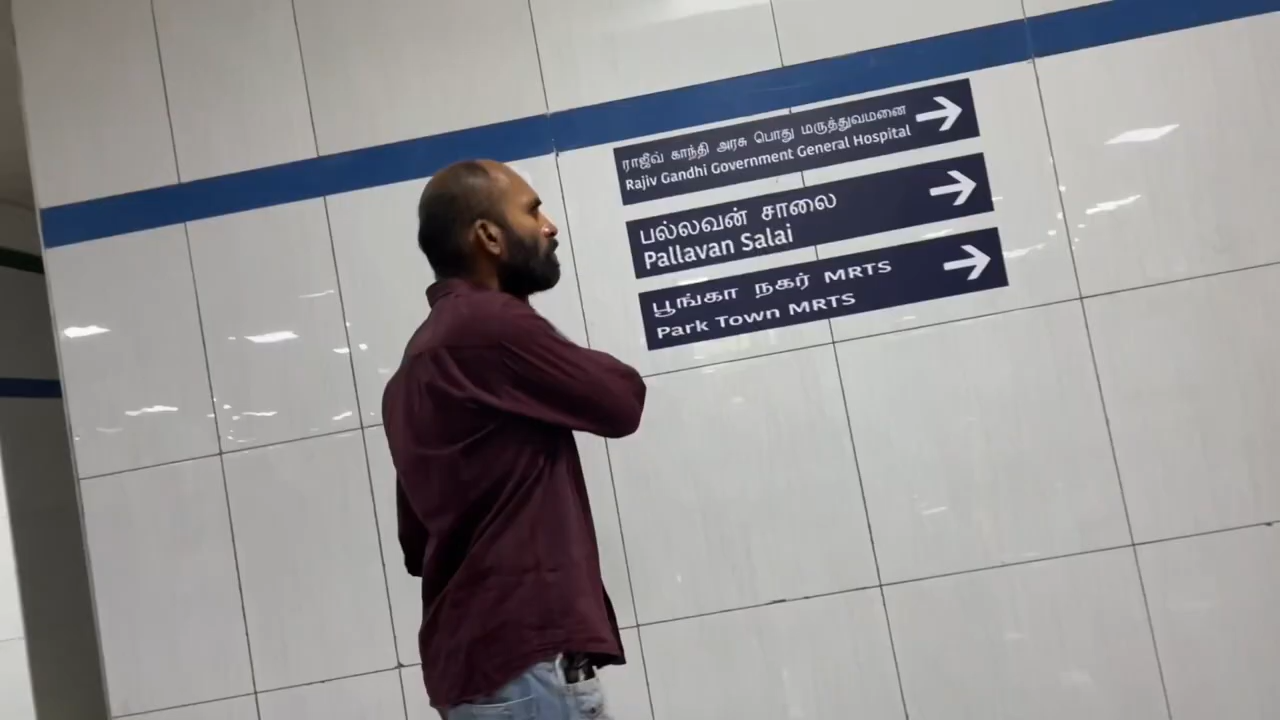 ராஜீவ் காந்தி அரசு பொது மருத்துவமனை
Rajiv Gandhi Government General Hospital
பல்லவன் சாலை
Pallavan Salai
பூங்கா நகர் MRTS
Park Town MRTS